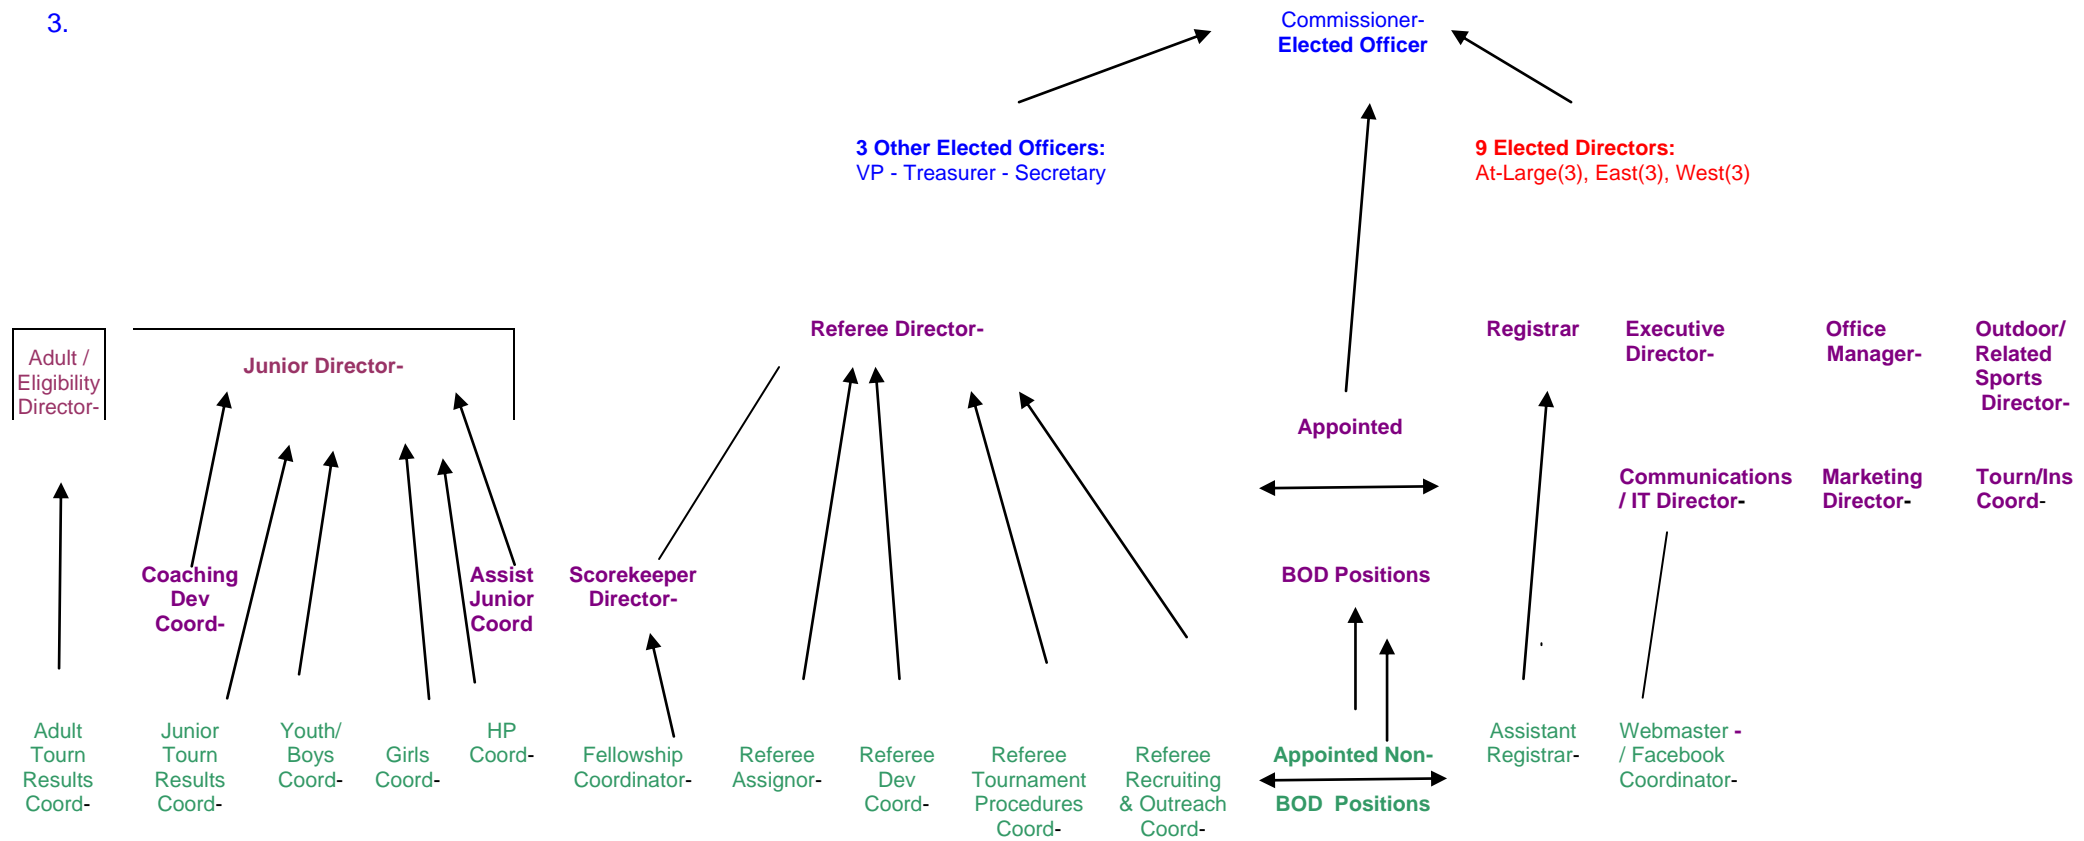 3.
Commissioner-
Elected Officer
3 Other Elected Officers:
VP - Treasurer - Secretary
9 Elected Directors:
At-Large(3), East(3), West(3)
Adult /
Eligibility
Director-
Junior Director-
Referee Director-
Appointed
Registrar
Executive
Director-
Office
Manager-
Outdoor/
Related
Sports
Director-
Communications
/ IT Director-
Marketing
Director-
Tourn/Ins
Coord-
Coaching
Dev
Coord-
Assist
Junior
Coord
Scorekeeper
Director-
BOD Positions
Adult
Tourn
Results
Coord-
Junior
Tourn
Results
Coord-
Youth/
Boys
Coord-
Girls
Coord-
HP
Coord-
Fellowship
Coordinator-
Referee
Assignor-
Referee
Dev
Coord-
Referee
Tournament
Procedures
Coord-
Referee
Recruiting
& Outreach
Coord-
Appointed Non-
BOD Positions
Assistant
Registrar-
Webmaster -
/ Facebook
Coordinator-